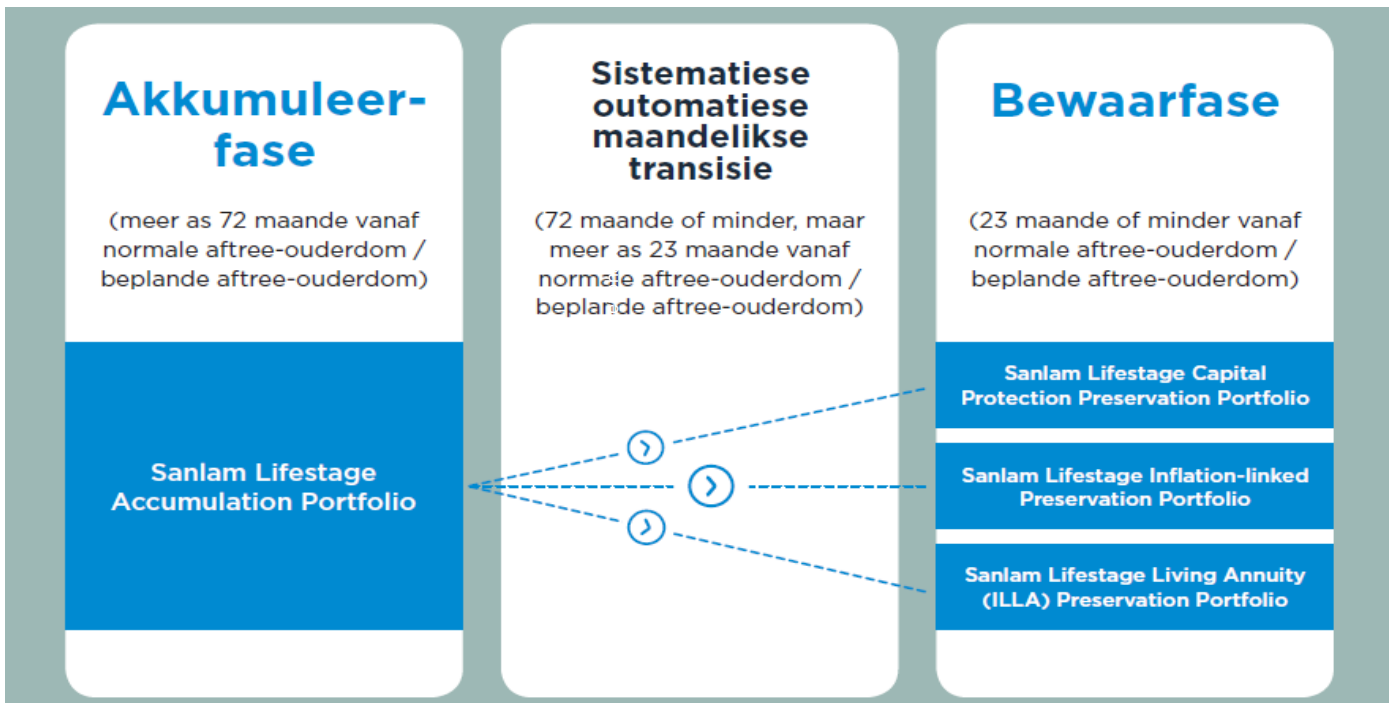 Akkumuleer-
fase
(meer as 72 maande vanaf
normale aftree-ouderdom /
beplande aftree-ouderdom)
Sanlam Lifestage
Accumulation Portfolio
Sistematiese
outomatiese
maandelikse
transisie
(72 maande of minder, maar
meer as 23 maande vanaf
normale aftree-ouderdom /
beplande aftree-ouderdom)
Bewaarfase
(23 maande of minder vanaf
normale aftree-ouderdom /
beplande aftree-ouderdom)
Sanlam Lifestage Capital
Protection Preservation Portfolio
Sanlam Lifestage Inflation-linked
Preservation Portfolio
Sanlam Lifestage Living Annuity
(ILLA) Preservation Portfolio